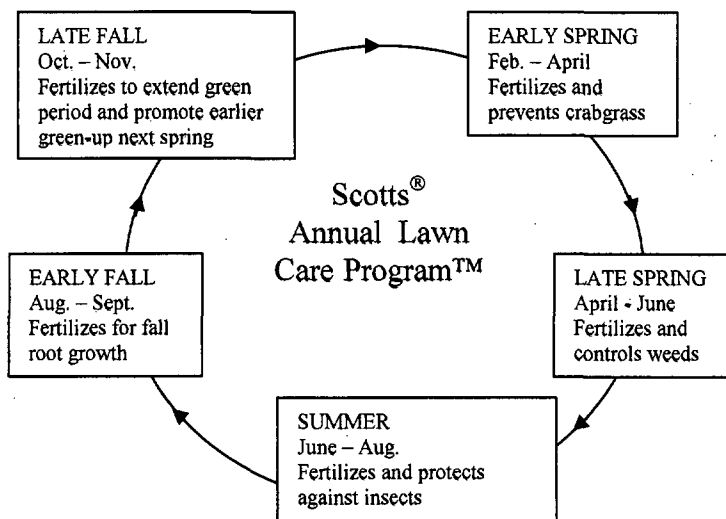 LATE FALL
Oct. – Nov.
Fertilizes to extend green
period and promote earlier
green-up next spring
EARLY SPRING
Feb. – April
Fertilizes and
prevents crabgrass
Scotts®
Annual Lawn
Care Program™
EARLY FALL
Aug. – Sept.
Fertilizes for fall
root growth
LATE SPRING
April - June
Fertilizes and
controls weeds
SUMMER
June – Aug.
Fertilizes and protects
against insects